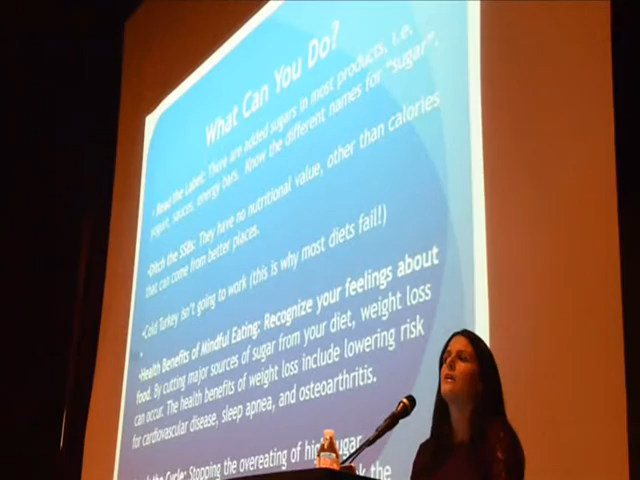 What Can You Do?
•Read the Label: There are added sugars in most products, i.e.
yogurt, sauces, energy bars. Know the different names for "sugar".
•Ditch the SSBs: They have no nutritional value, other than calories
that can come from better places.
•Cold Turkey isn't going to work (this is why most diets fail!)
•
•Health Benefits of Mindful Eating: Recognize your feelings about
food. By cutting major sources of sugar from your diet, weight loss
can occur. The health benefits of weight loss include lowering risk
for cardiovascular disease, sleep apnea, and osteoarthritis.
the Cycle: Stopping the overeating of sugar
the